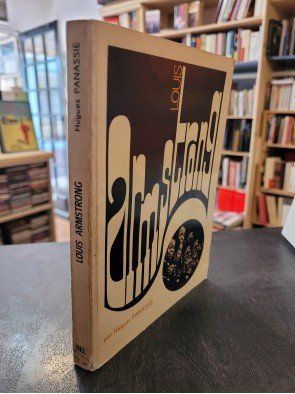 Hugues PANASSIÉ
LOUIS ARMSTRONG
NEL
LOUIS
armstrong
par Hugues PANASSIÉ